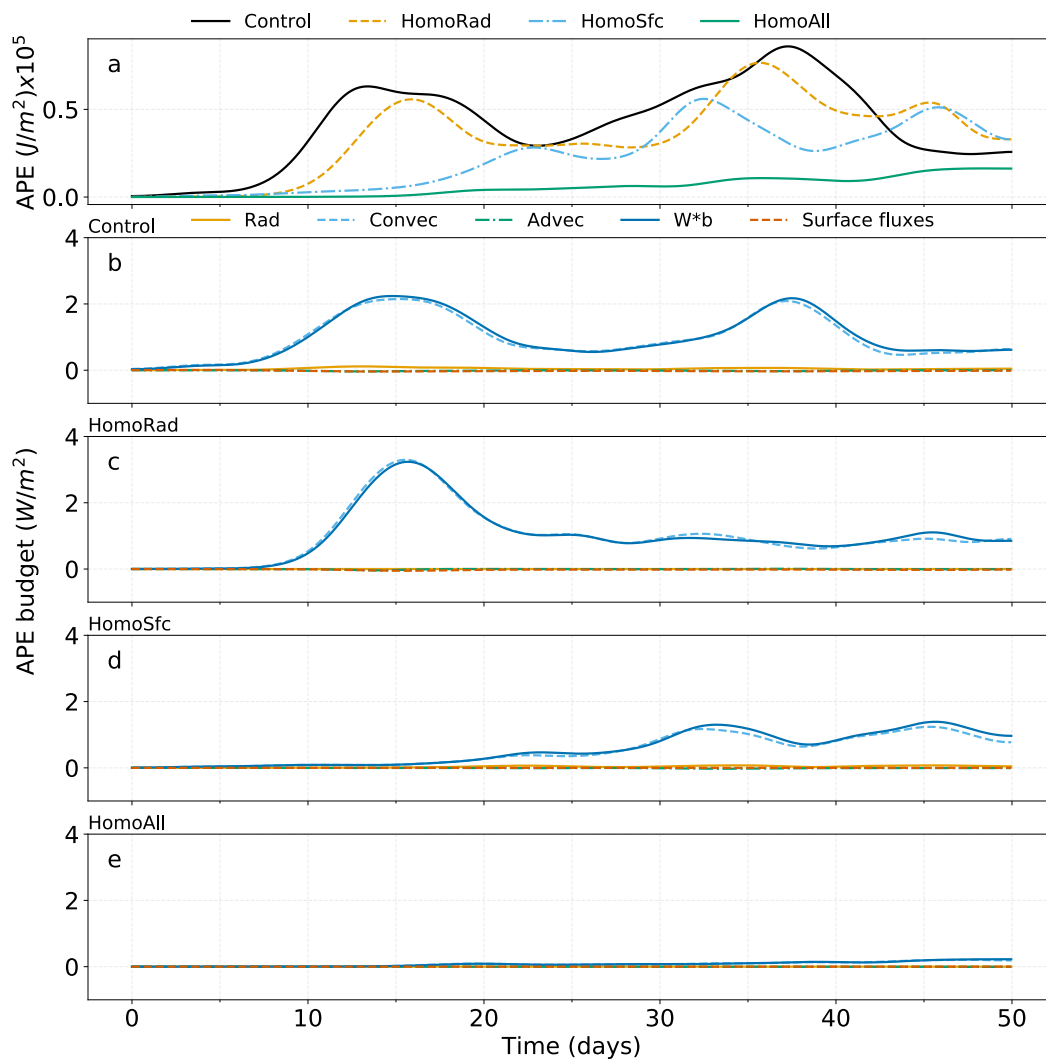 Control HomoRad HomoSfc HomoAll
a
APE (J/m²)x10⁵
0.5
0.0
Rad Convec Advec W*b Surface fluxes
Control
b
4
2
0
HomoRad
c
4
2
0
APE budget (W/m²)
HomoSfc
d
4
2
0
HomoAll
e
4
2
0
0 10 20 30 40 50
Time (days)